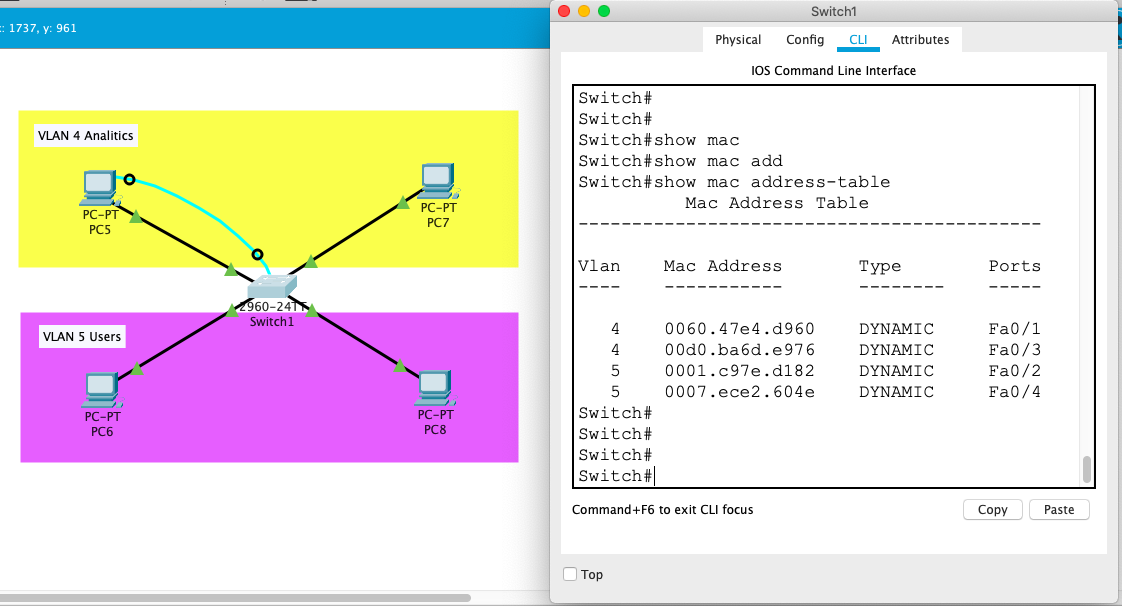 : 1737, y: 961
VLAN 4 Analitics
PC-PT
PC5
PC-PT
PC7
2960-24TT
Switch1
VLAN 5 Users
PC-PT
PC6
PC-PT
PC8
Switch1
Physical Config CLI Attributes
IOS Command Line Interface
Switch#
Switch#
Switch#show mac
Switch#show mac add
Switch#show mac address-table
Mac Address Table
-------------------------------------------
Vlan Mac Address Type Ports
---- ----------- -------- -----
4 0060.47e4.d960 DYNAMIC Fa0/1
4 00d0.ba6d.e976 DYNAMIC Fa0/3
5 0001.c97e.d182 DYNAMIC Fa0/2
5 0007.ece2.604e DYNAMIC Fa0/4
Switch#
Switch#
Switch#
Switch#
Command+F6 to exit CLI focus
Copy Paste
Top